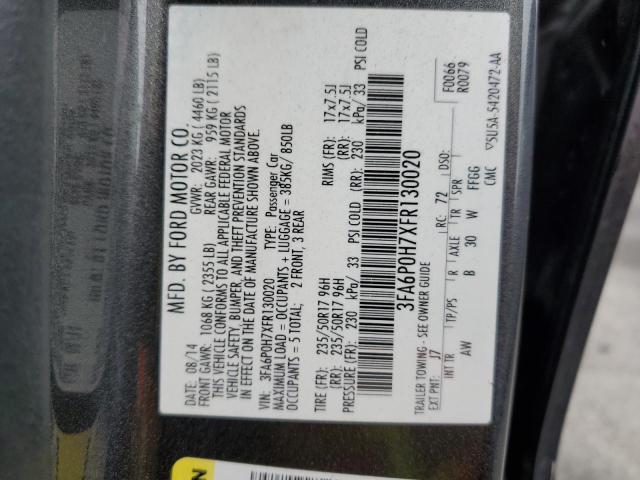 MFD. BY FORD MOTOR CO.
DATE: 08/14 GVWR: 2023 KG (4460 LB)
FRONT GAWR: 1068 KG (2355 LB) REAR GAWR: 959 KG (2115 LB)
THIS VEHICLE CONFORMS TO ALL APPLICABLE FEDERAL MOTOR
VEHICLE SAFETY, BUMPER, AND THEFT PREVENTION STANDARDS
IN EFFECT ON THE DATE OF MANUFACTURE SHOWN ABOVE.
VIN: 3FA6P0H7XFR130020 TYPE: Passenger Car
MAXIMUM LOAD = OCCUPANTS + LUGGAGE = 385KG/ 850LB
OCCUPANTS = 5 TOTAL; 2 FRONT, 3 REAR
TIRE (FR): 235/50R17 96H RIMS (FR): 17x7.5J
TIRE (RR): 235/50R17 96H (RR): 17x7.5J
PRESSURE (FR): 230 kPa/ 33 PSI COLD (RR): 230 kPa/ 33 PSI COLD
3FA6P0H7XFR130020
TRAILER TOWING - SEE OWNER GUIDE
F0066
R0079
EXT PNT: J7 RC: 72 DSO:
INT TR TP/PS R AXLE TR SPR
AW B 30 W FFGG
CMC
5U5A-5420472-AA